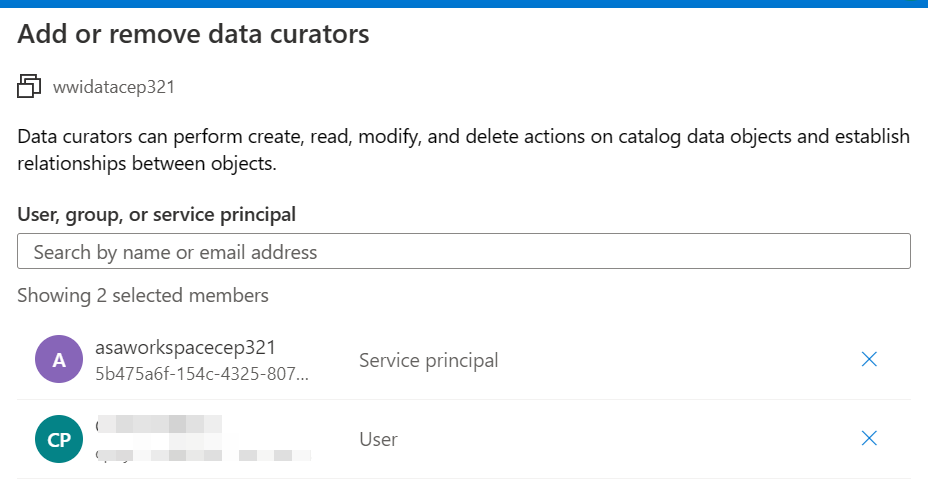 Add or remove data curators
wwidatacep321
Data curators can perform create, read, modify, and delete actions on catalog data objects and establish
relationships between objects.
User, group, or service principal
Search by name or email address
Showing 2 selected members
A
asaworkspacecep321
5b475a6f-154c-4325-807...
Service principal
CP
User